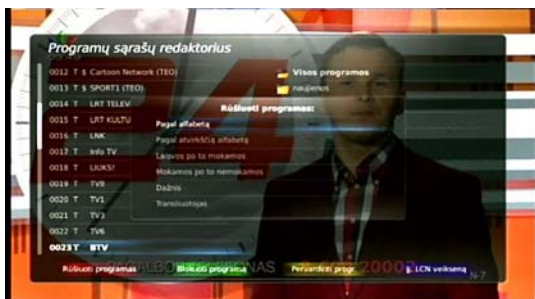 Programų sąrašų redaktorius
0012 T $ Cartoon Network (TEO)
Visos programos
0013 T $ SPORT1 (TEO)
naujienos
0014 T LRT TELEV
Rūšiuoti programas:
0015 T LRT KULTU
Pagal alfabetą
0016 T LNK
Pagal atvirkščią alfabetą
0017 T Info TV
Laisvos po to mokamos
0018 T LIUKS!
Mokamos po to nemokamos
0019 T TV8
Dažnis
0020 T TV1
Transliuotojas
0021 T TV3
0022 T TV6
0023 T BTV
Rūšiuoti programas
Blokuoti programą
Pervardinti progr.
Į. LCN veikseną
N-7